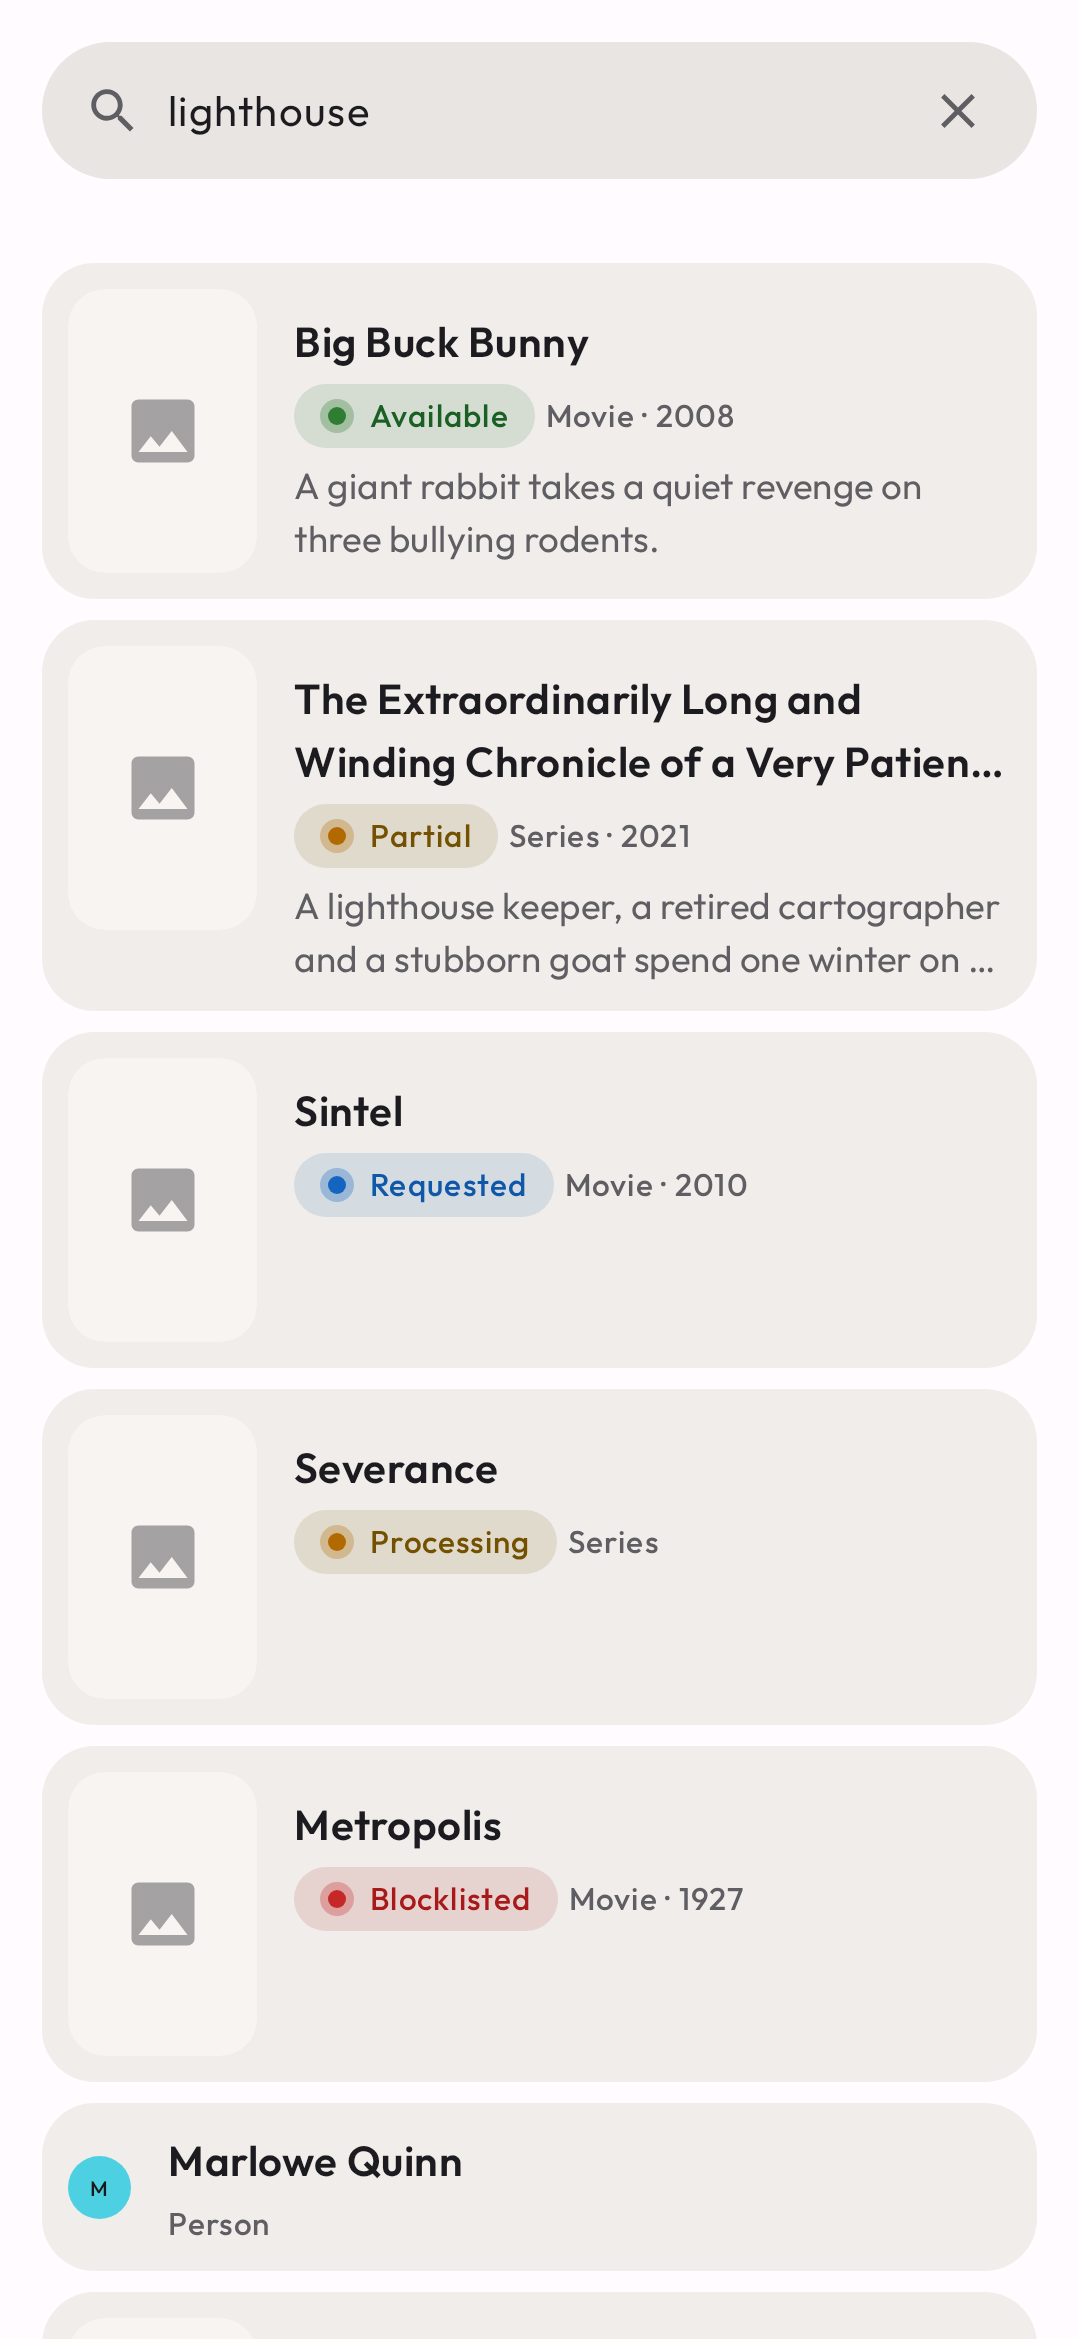 lighthouse
Big Buck Bunny
Available Movie · 2008
A giant rabbit takes a quiet revenge on
three bullying rodents.
The Extraordinarily Long and
Winding Chronicle of a Very Patien...
Partial Series · 2021
A lighthouse keeper, a retired cartographer
and a stubborn goat spend one winter on ...
Sintel
Requested Movie · 2010
Severance
Processing Series
Metropolis
Blocklisted Movie · 1927
M
Marlowe Quinn
Person